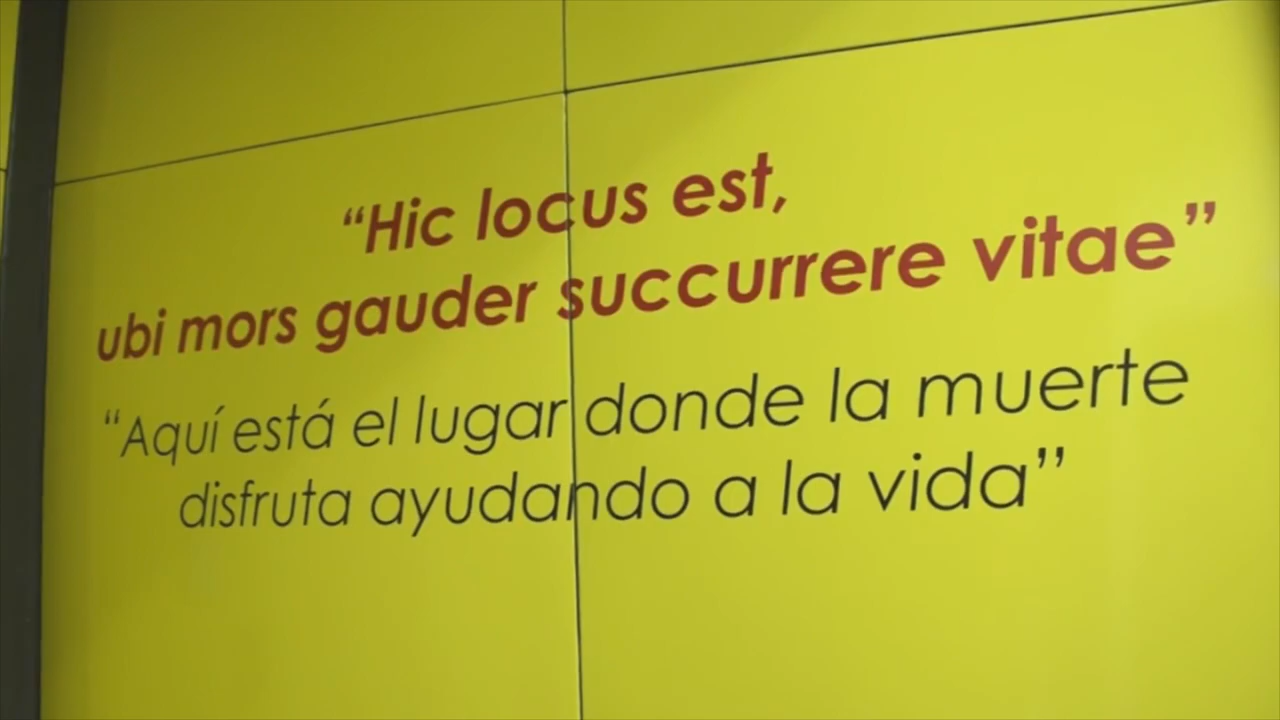 “Hic locus est,
ubi mors gauder succurrere vitae”
“Aquí está el lugar donde la muerte
disfruta ayudando a la vida”